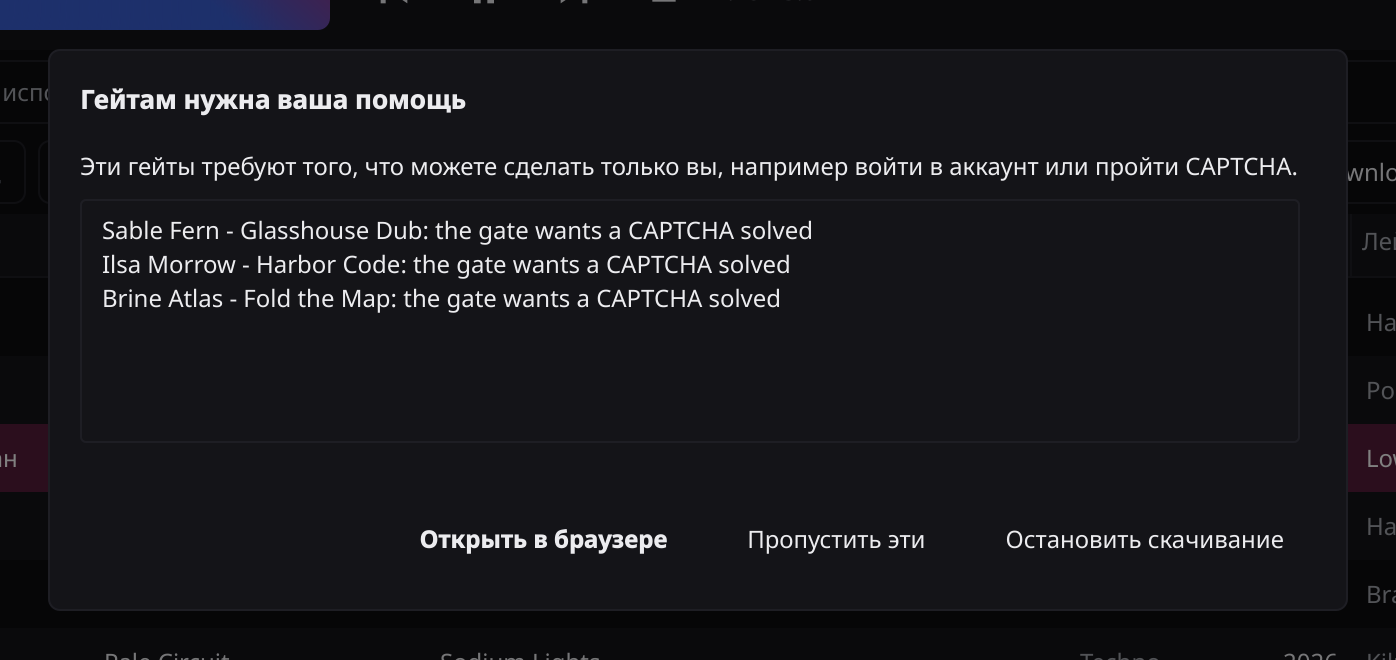 Гейтам нужна ваша помощь
Эти гейты требуют того, что можете сделать только вы, например войти в аккаунт или пройти CAPTCHA.
Sable Fern - Glasshouse Dub: the gate wants a CAPTCHA solved
Ilsa Morrow - Harbor Code: the gate wants a CAPTCHA solved
Brine Atlas - Fold the Map: the gate wants a CAPTCHA solved
Открыть в браузере
Пропустить эти
Остановить скачивание